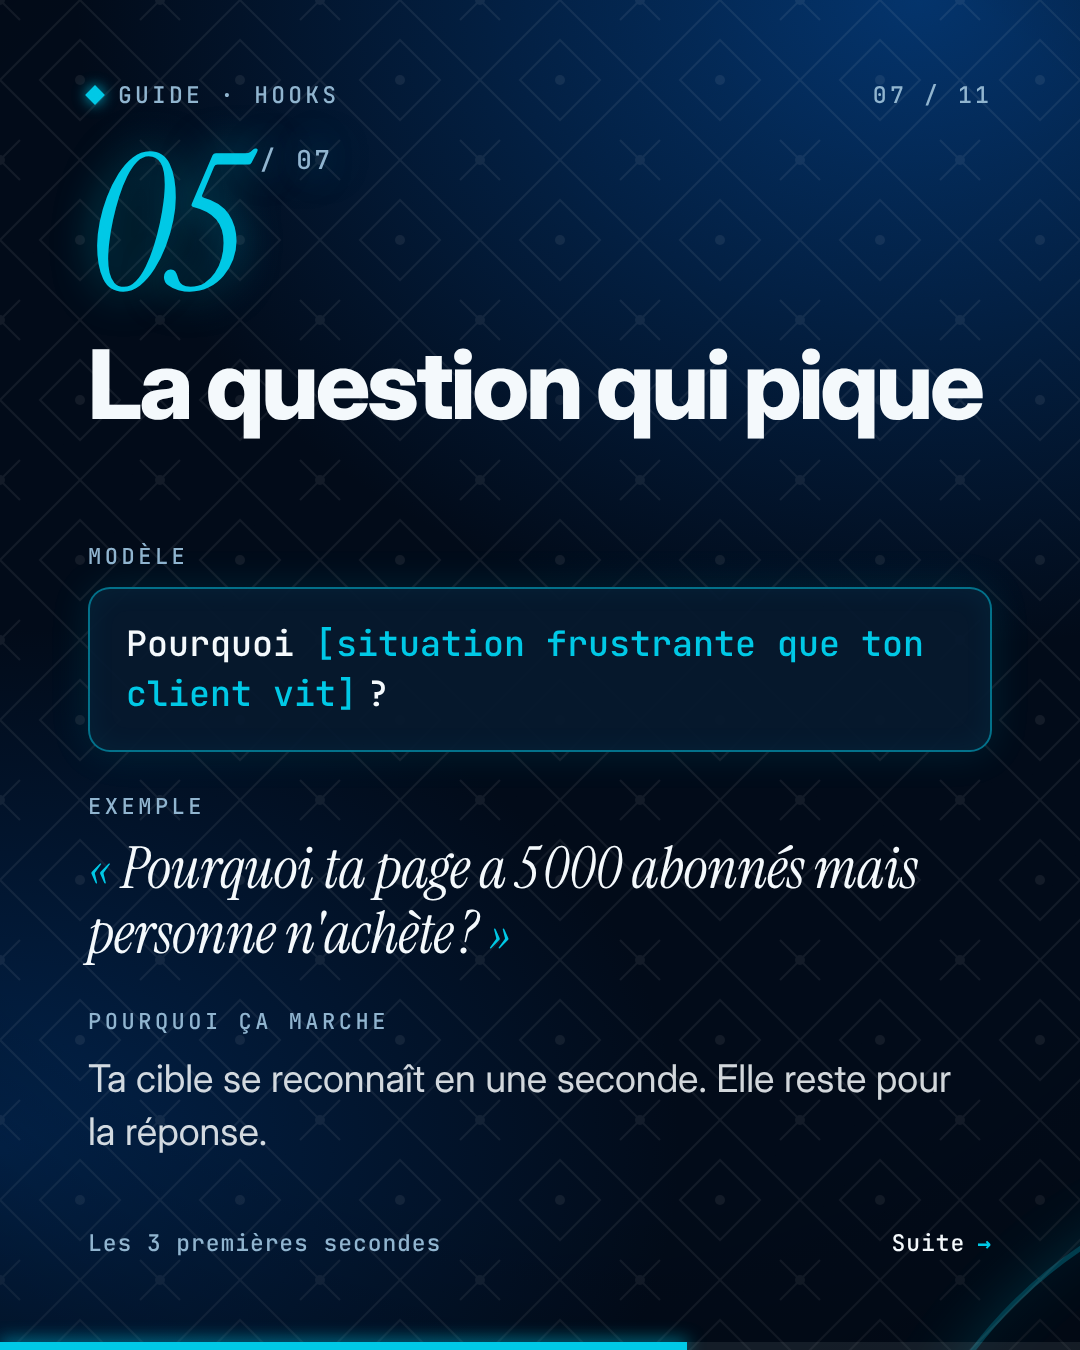 GUIDE · HOOKS
07 / 11
05 / 07
La question qui pique
MODÈLE
Pourquoi [situation frustrante que ton
client vit] ?
EXEMPLE
« Pourquoi ta page a 5 000 abonnés mais
personne n'achète ? »
POURQUOI ÇA MARCHE
Ta cible se reconnaît en une seconde. Elle reste pour
la réponse.
Les 3 premières secondes
Suite →